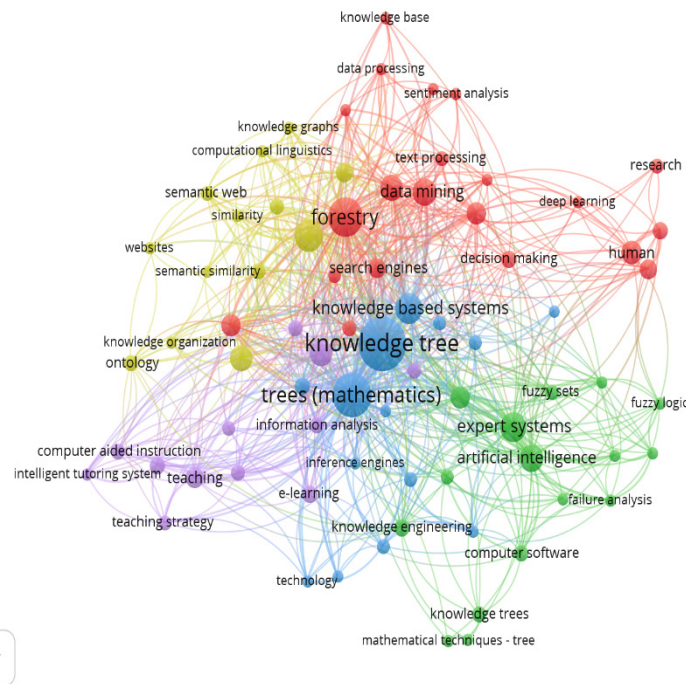 knowledge base
data processing
sentiment analysis
knowledge graphs
computational linguistics
text processing
research
semantic web
data mining
deep learning
similarity
forestry
websites
semantic similarity
search engines
decision making
human
knowledge based systems
knowledge organization
knowledge tree
ontology
trees (mathematics)
fuzzy sets
fuzzy logic
information analysis
expert systems
computer aided instruction
inference engines
artificial intelligence
intelligent tutoring system
teaching
e-learning
failure analysis
teaching strategy
knowledge engineering
computer software
technology
knowledge trees
mathematical techniques - tree